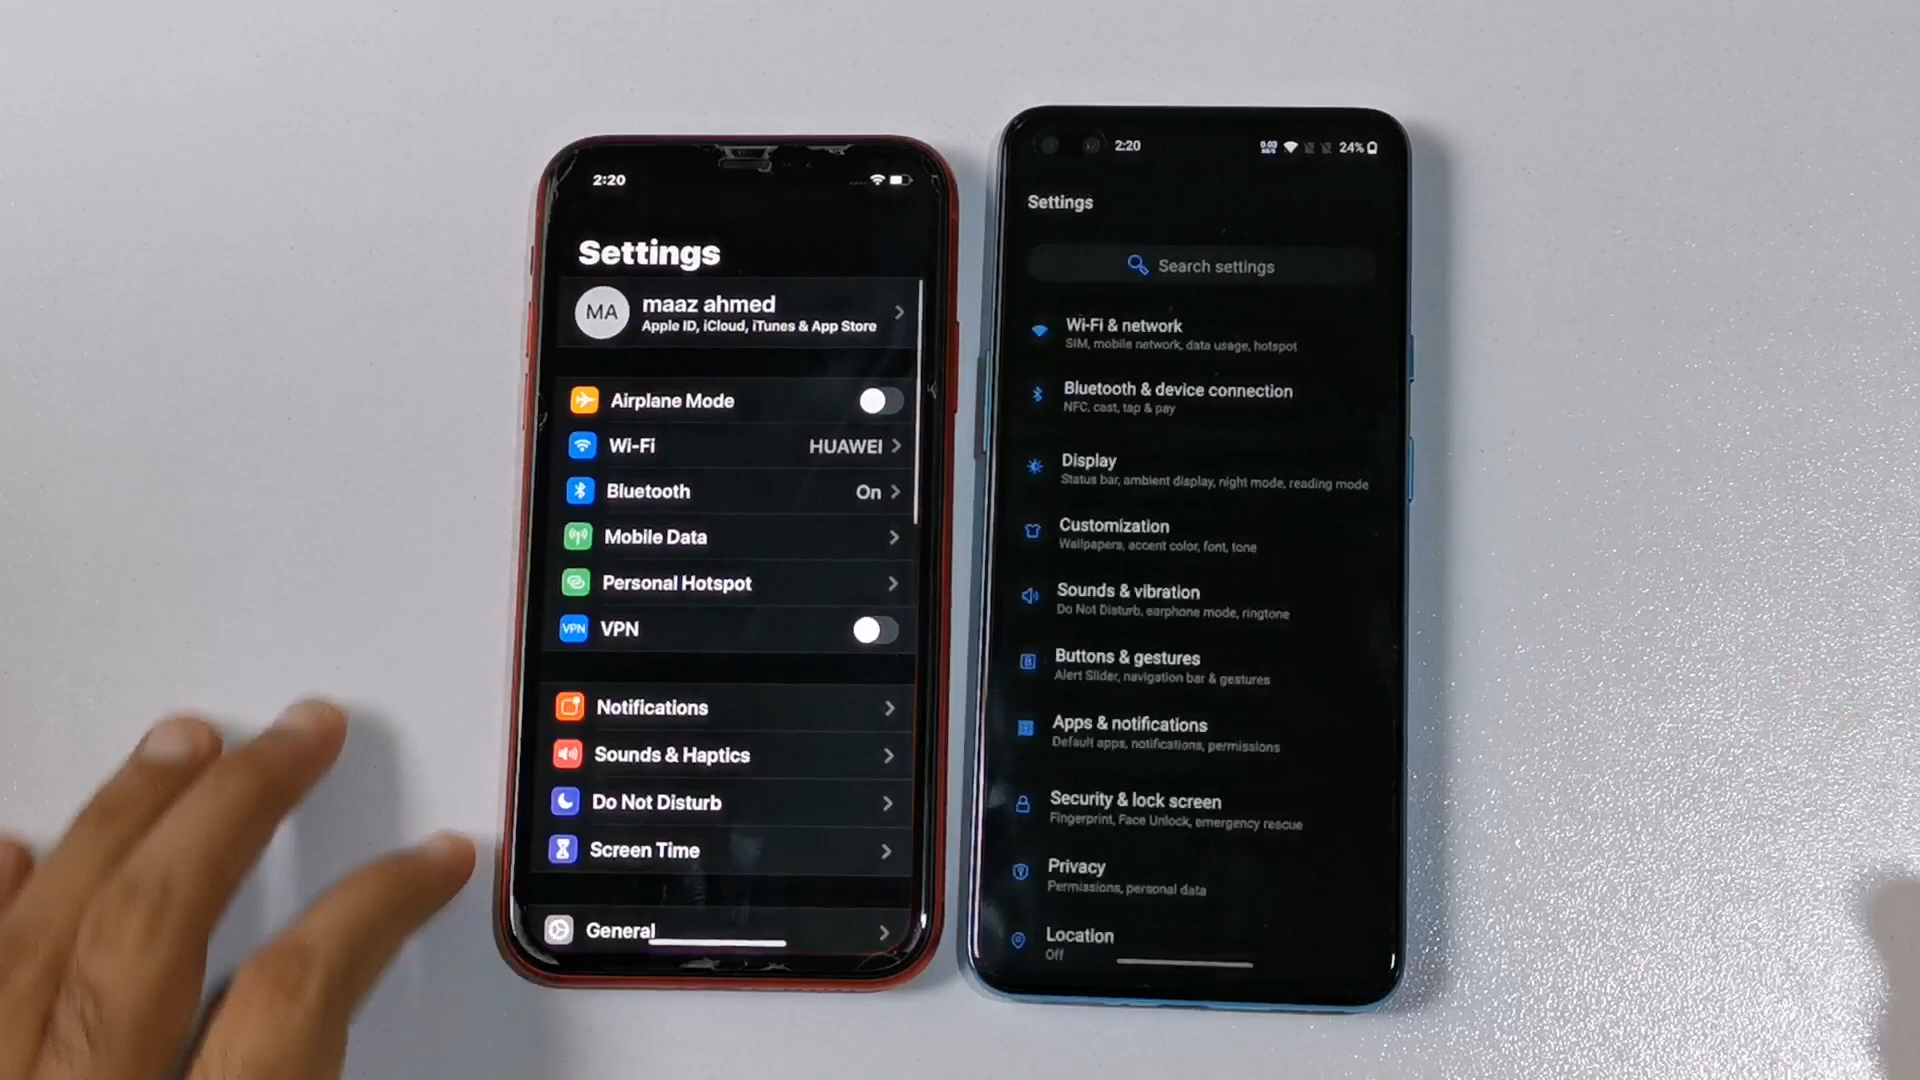 2:20
Settings
MA
maaz ahmed
Apple ID, iCloud, iTunes & App Store
Airplane Mode
Wi-Fi
HUAWEI
Bluetooth
On
Mobile Data
Personal Hotspot
VPN
VPN
Notifications
Sounds & Haptics
Do Not Disturb
Screen Time
General
2:20
24%
Settings
Search settings
Wi-Fi & network
SIM, mobile network, data usage, hotspot
Bluetooth & device connection
NFC, cast, tap & pay
Display
Status bar, ambient display, night mode, reading mode
Customization
Wallpapers, accent color, font, tone
Sounds & vibration
Do Not Disturb, earphone mode, ringtone
Buttons & gestures
Alert Slider, navigation bar & gestures
Apps & notifications
Default apps, notifications, permissions
Security & lock screen
Fingerprint, Face Unlock, emergency rescue
Privacy
Permissions, personal data
Location
Off